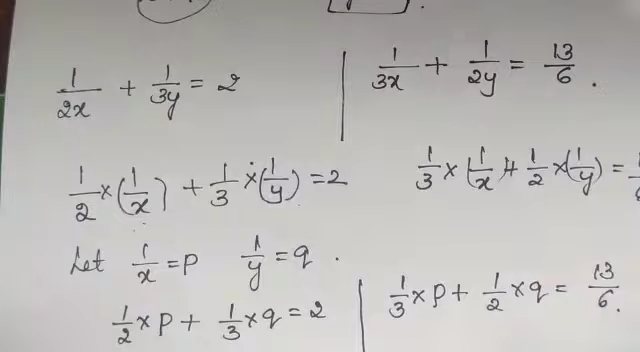 1/2x + 1/3y = 2
1/3x + 1/2y = 13/6.
1/2 × (1/x) + 1/3 × (1/y) = 2
1/3 × (1/x) + 1/2 × (1/y) =
Let 1/x = p 1/y = q.
1/2 × p + 1/3 × q = 2
1/3 × p + 1/2 × q = 13/6.